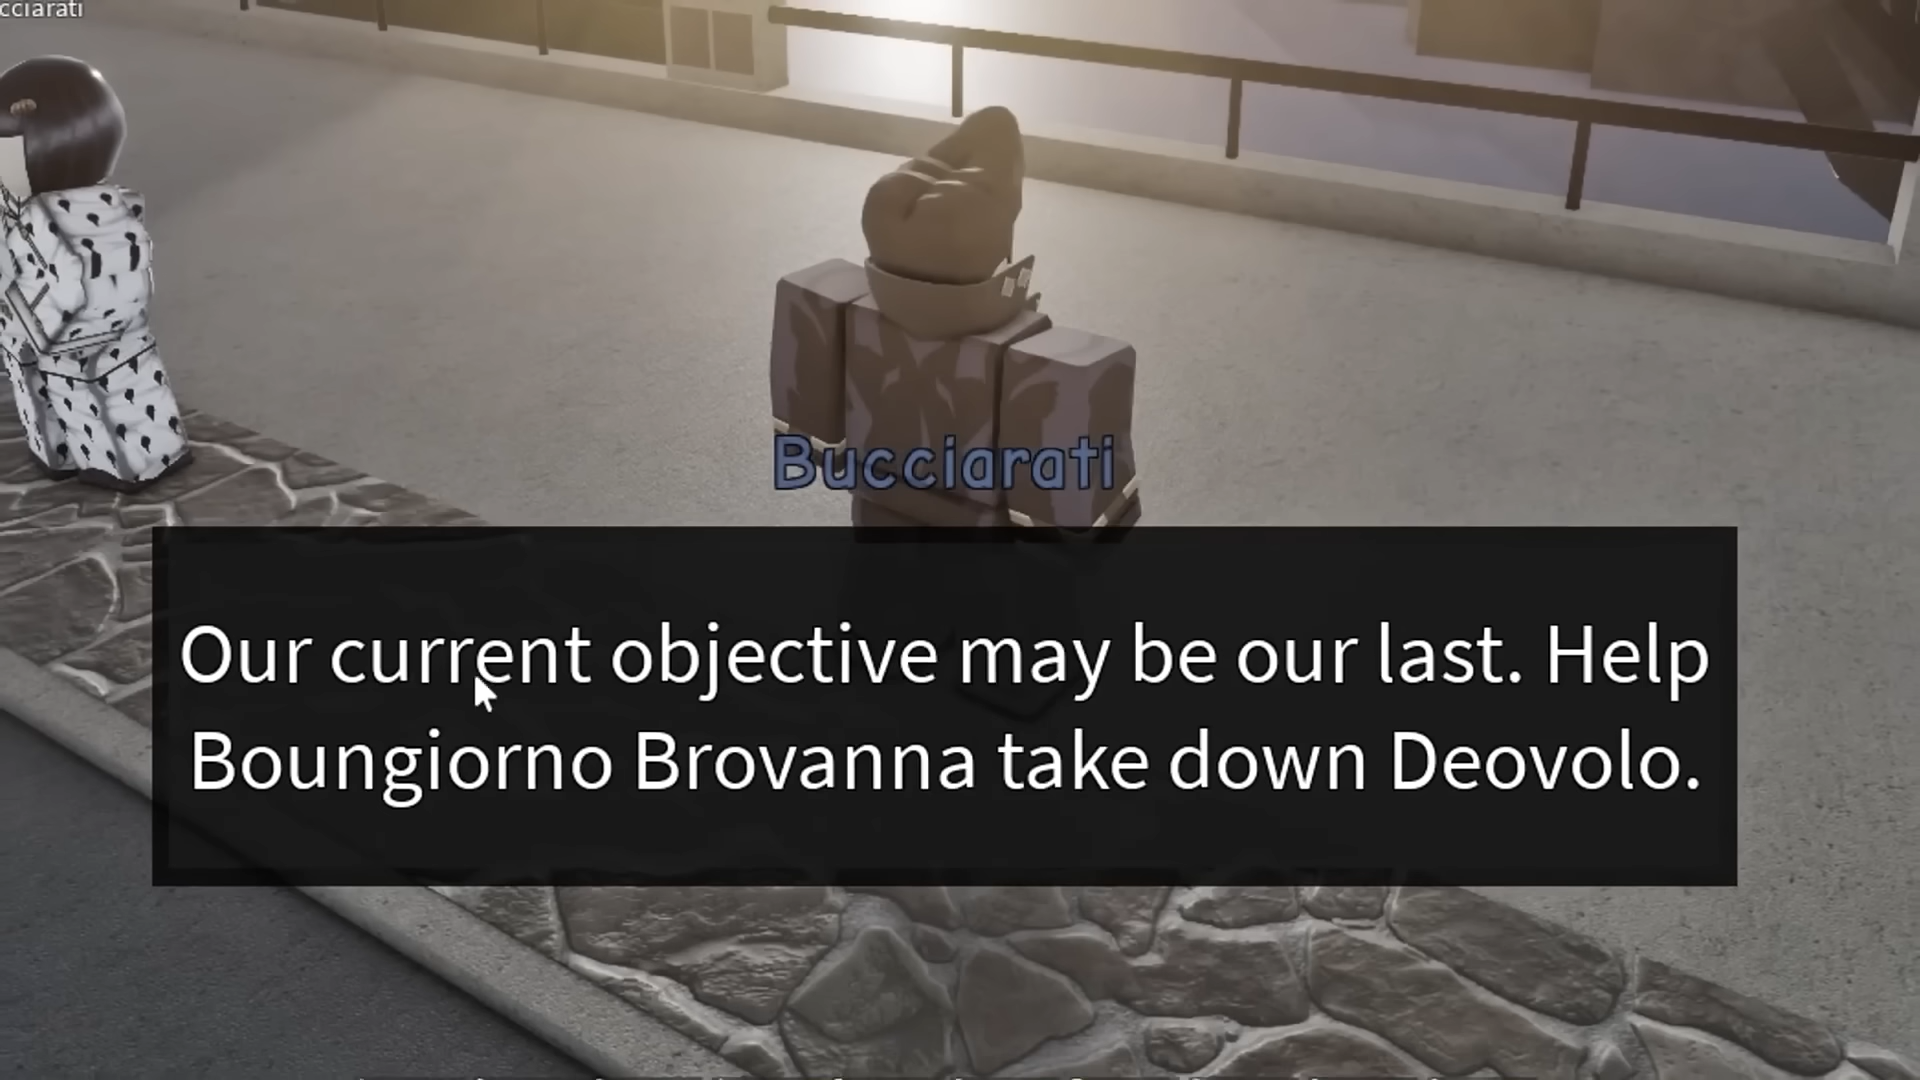 cciarati
Bucciarati
Our current objective may be our last. Help
Boungiorno Brovanna take down Deovolo.